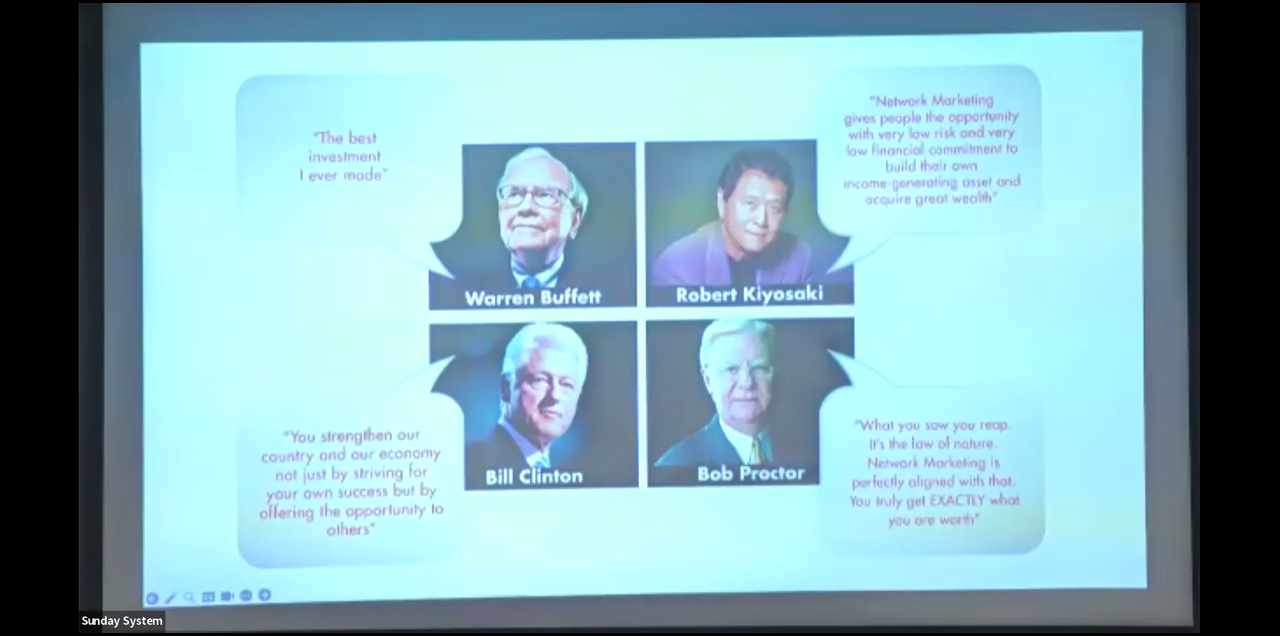 "The best
investment
I ever made"
Warren Buffett
"Network Marketing
gives people the opportunity
with very low risk and very
low financial commitment to
build their own
income-generating asset and
acquire great wealth"
Robert Kiyosaki
"You strengthen our
country and our economy
not just by striving for
your own success but by
offering the opportunity to
others"
Bill Clinton
"What you sow you reap.
It's the law of nature.
Network Marketing is
perfectly aligned with that.
You truly get EXACTLY what
you are worth"
Bob Proctor
Sunday System